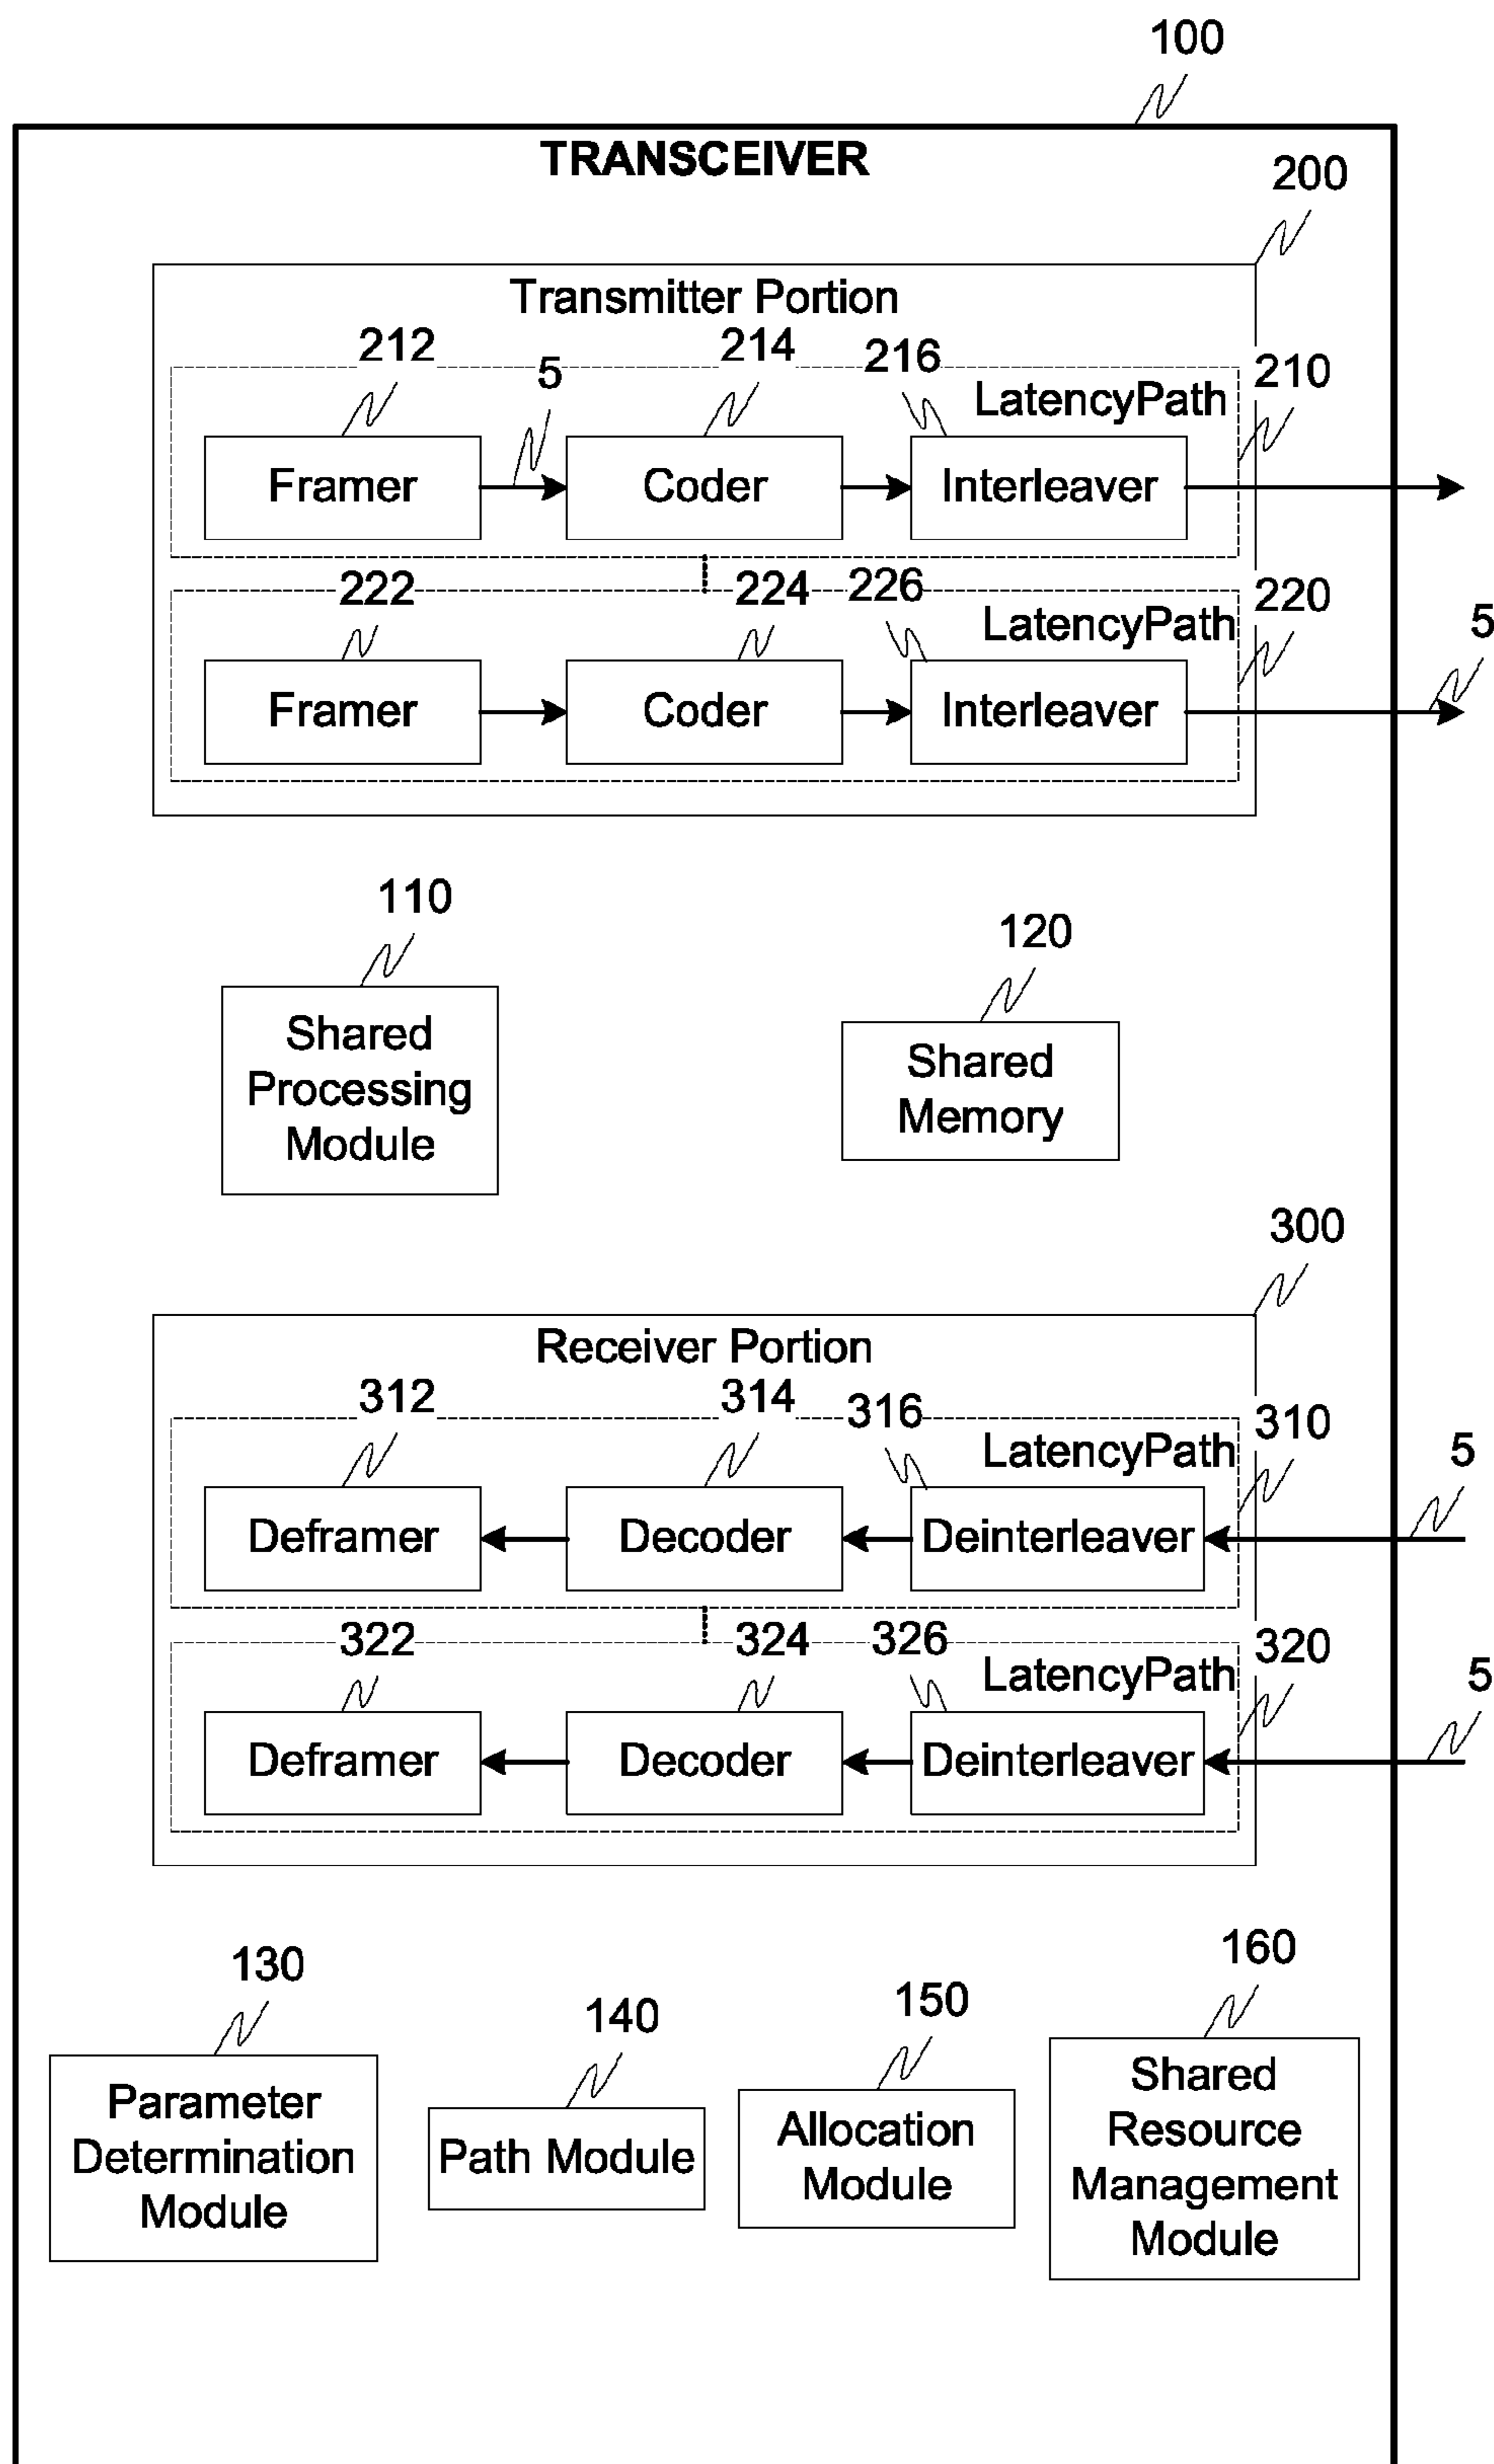 100
TRANSCEIVER
200
Transmitter Portion
212
5
214
216
210
LatencyPath
Framer
Coder
Interleaver
222
224
226
220
5
LatencyPath
Framer
Coder
Interleaver
110
120
Shared
Processing
Module
Shared
Memory
300
Receiver Portion
312
314
316
310
5
LatencyPath
Deframer
Decoder
Deinterleaver
322
324
326
320
5
LatencyPath
Deframer
Decoder
Deinterleaver
130
140
150
160
Parameter
Determination
Module
Path Module
Allocation
Module
Shared
Resource
Management
Module